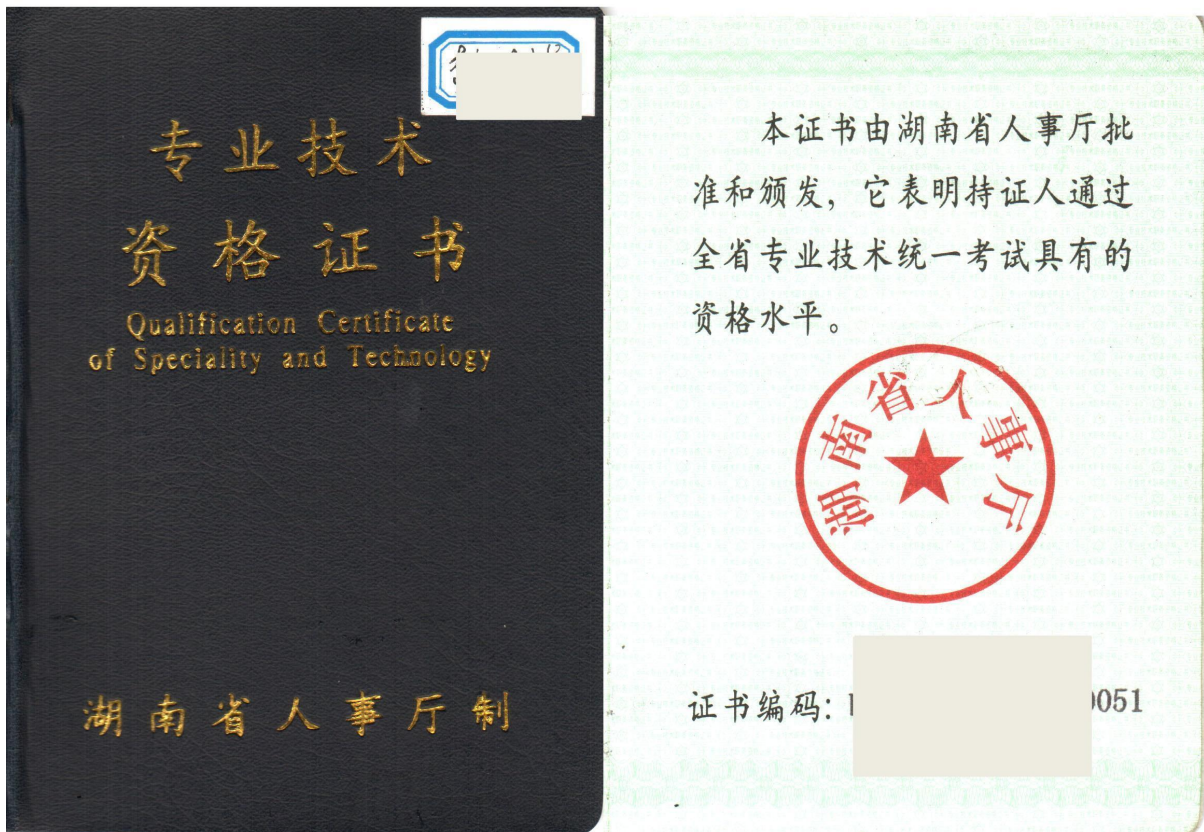 专业技术
资格证书
Qualification Certificate
of Speciality and Technology
湖南省人事厅制
本证书由湖南省人事厅批
准和颁发，它表明持证人通过
全省专业技术统一考试具有的
资格水平。
湖南省人事厅
证书编码: 0051